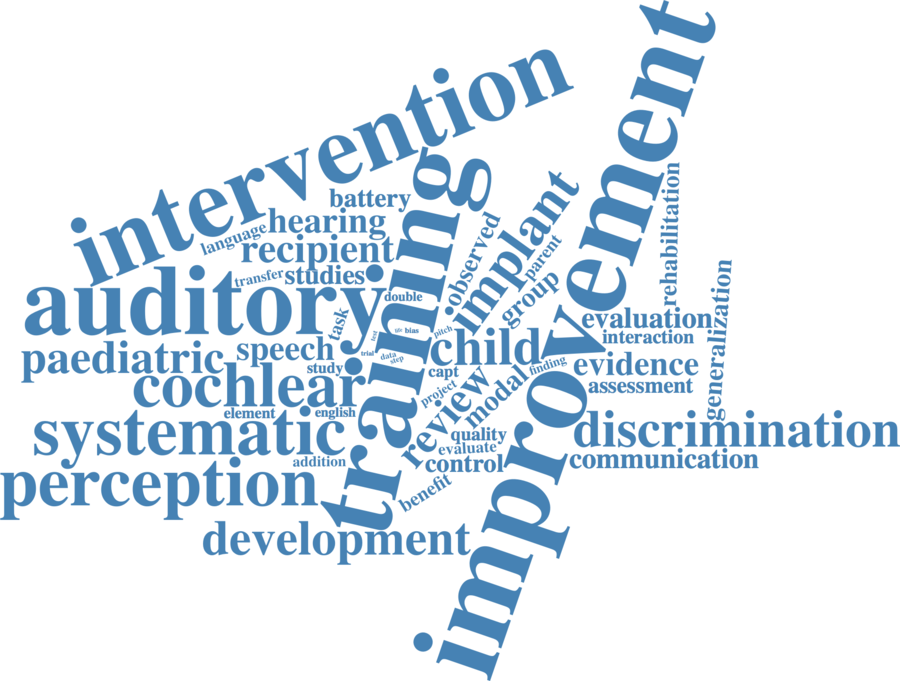 improvement
intervention
training
battery
hearing
language
recipient
observed
implant
rehabilitation
transfer
studies
parent
auditory
double
group
generalization
task
test
life
bias
pitch
evaluation
interaction
paediatric
speech
trial
data
step
child
finding
evidence
study
capt
cochlear
project
modal
assessment
element
english
review
systematic
quality
evaluate
discrimination
addition
control
communication
perception
benefit
development